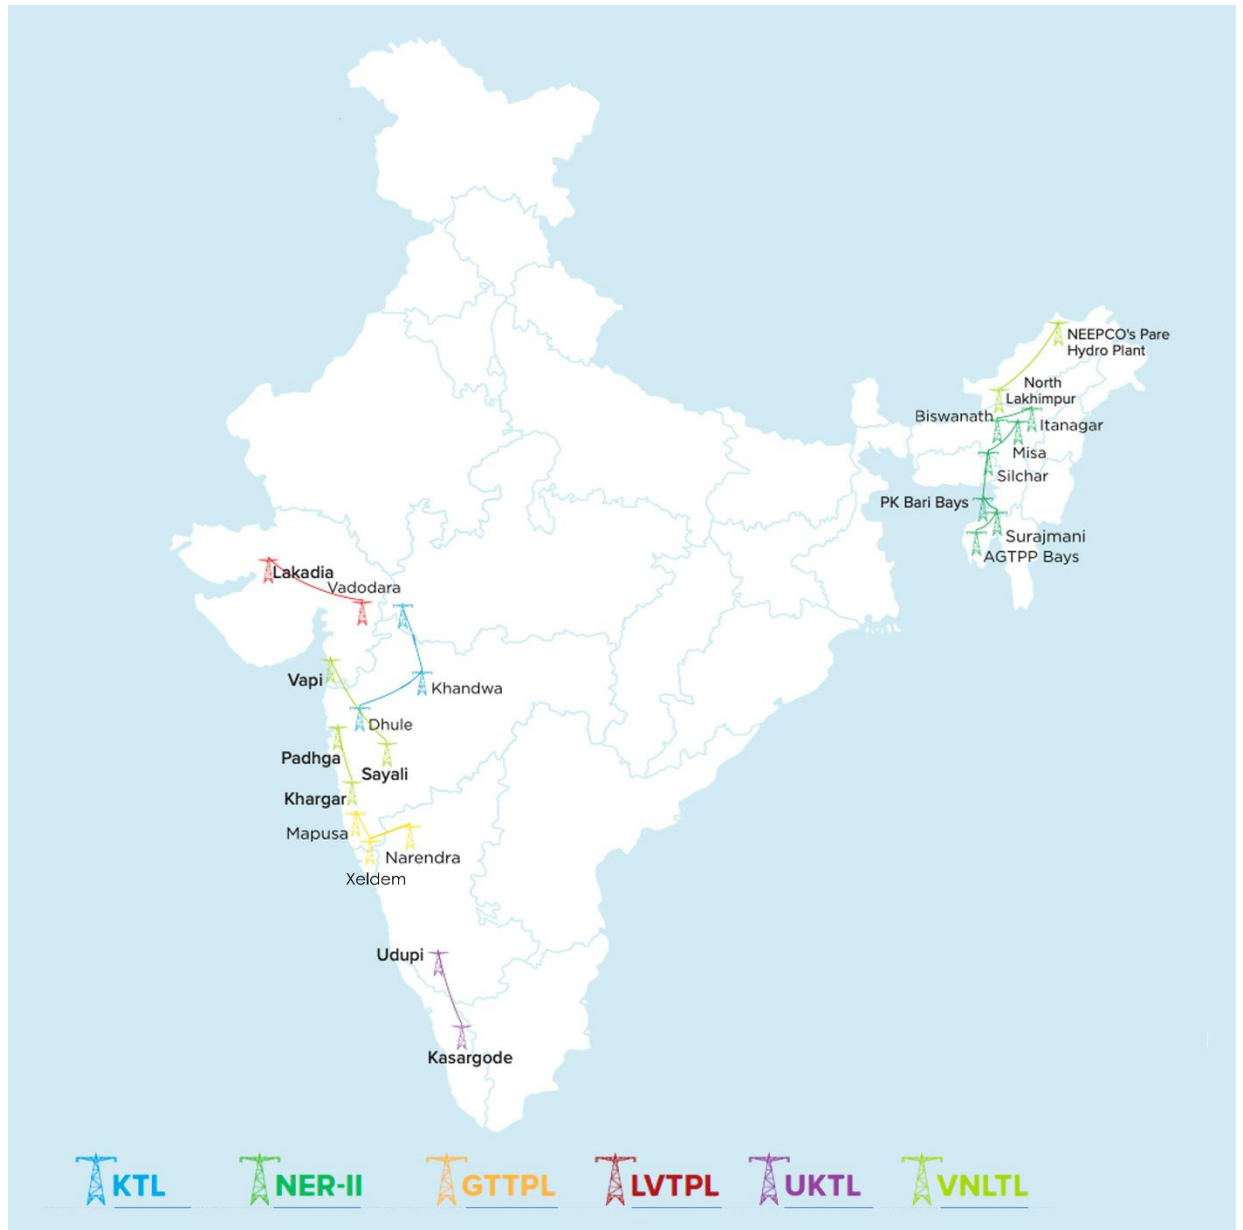 NEEPCO's Pare
Hydro Plant
North
Lakhimpur
Biswanath
Itanagar
Misa
Silchar
PK Bari Bays
Surajmani
AGTPP Bays
Lakadia
Vadodara
Vapi
Khandwa
Dhule
Padhga
Sayali
Khargar
Mapusa
Narendra
Xeldem
Udupi
Kasargode
KTL
NER-II
GTTPL
LVTPL
UKTL
VNLTL